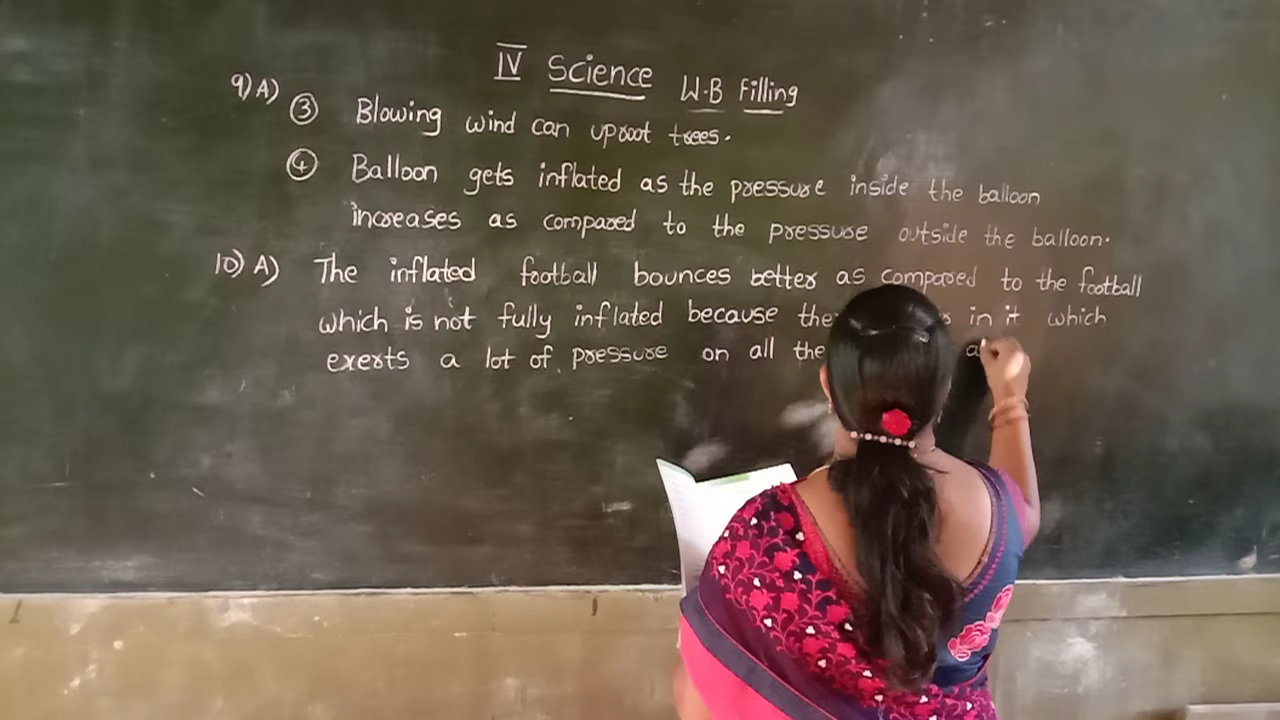 IV Science W.B Filling
9) A) ③ Blowing wind can uproot trees.
④ Balloon gets inflated as the pressure inside the balloon
increases as compared to the pressure outside the balloon.
10) A) The inflated football bounces better as compared to the football
which is not fully inflated because in it which
exerts a lot of pressure on all the